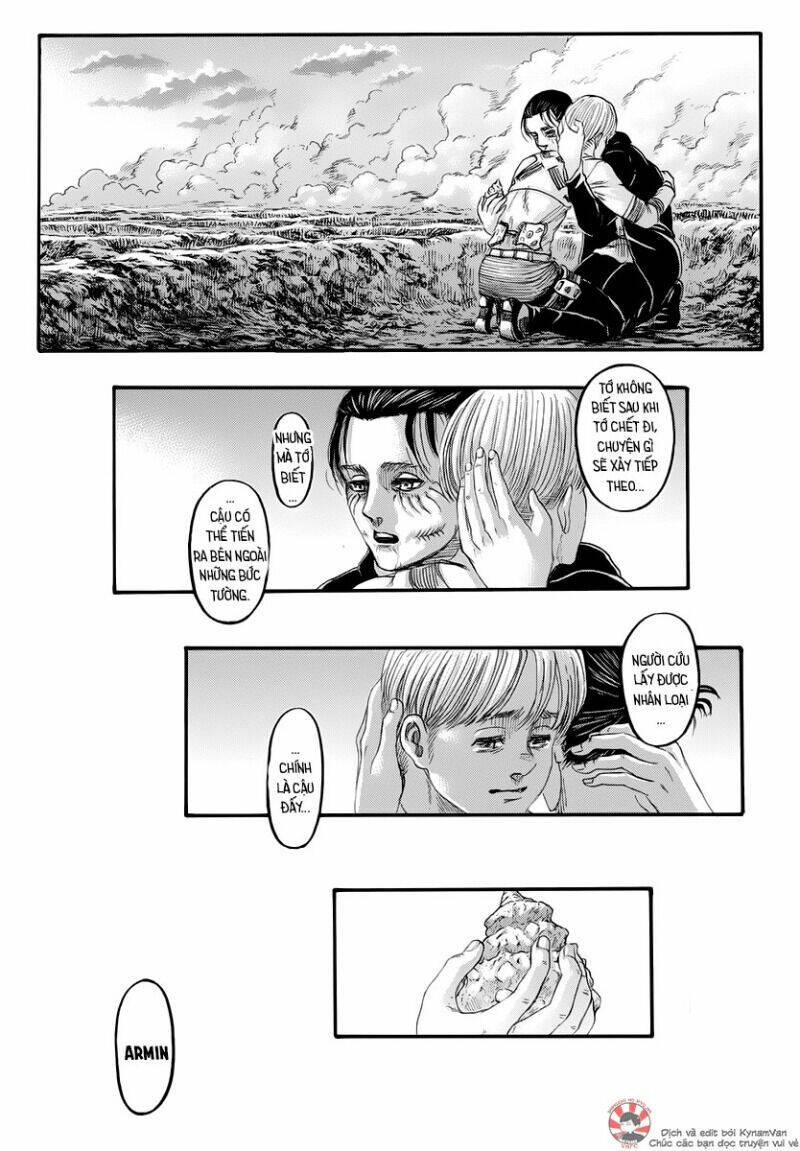 TỚ KHÔNG
BIẾT SAU KHI
TỚ CHẾT ĐI,
CHUYỆN GÌ
SẼ XẢY TIẾP
THEO...
NHƯNG
MÀ TỚ
BIẾT
...
...
CẬU CÓ
THỂ TIẾN
RA BÊN NGOÀI
NHỮNG BỨC
TƯỜNG.
NGƯỜI CỨU
LẤY ĐƯỢC
NHÂN LOẠI
...
...
CHÍNH
LÀ CẬU
ĐẤY...
ARMIN
Dịch và edit bởi KynamVan
Chúc các bạn đọc truyện vui vẻ